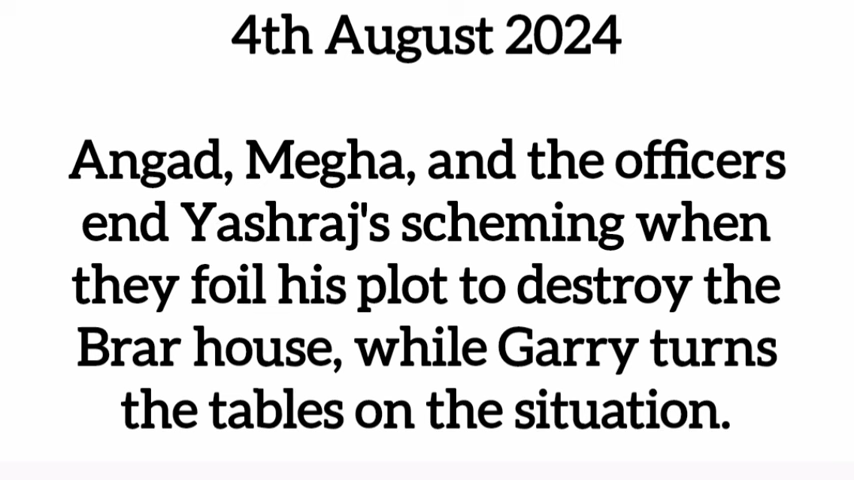 4th August 2024
Angad, Megha, and the officers
end Yashraj's scheming when
they foil his plot to destroy the
Brar house, while Garry turns
the tables on the situation.